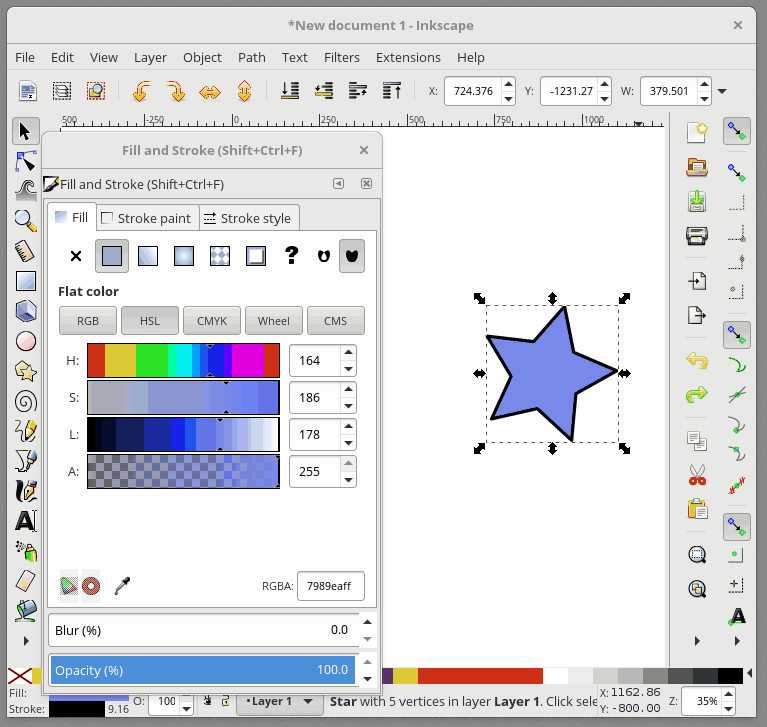 *New document 1 - Inkscape
File Edit View Layer Object Path Text Filters Extensions Help
X: 724.376 Y: -1231.27 W: 379.501
-500 -250 0 250 500 750 1000
Fill and Stroke (Shift+Ctrl+F)
Fill and Stroke (Shift+Ctrl+F)
Fill Stroke paint Stroke style
?
Flat color
RGB HSL CMYK Wheel CMS
H: 164
S: 186
L: 178
A: 255
RGBA: 7989eaff
Blur (%) 0.0
Opacity (%) 100.0
Fill:
Stroke: 9.16
O: 100
•Layer 1
Star with 5 vertices in layer Layer 1. Click sele
X: 1162.86
Y: -800.00
Z: 35%